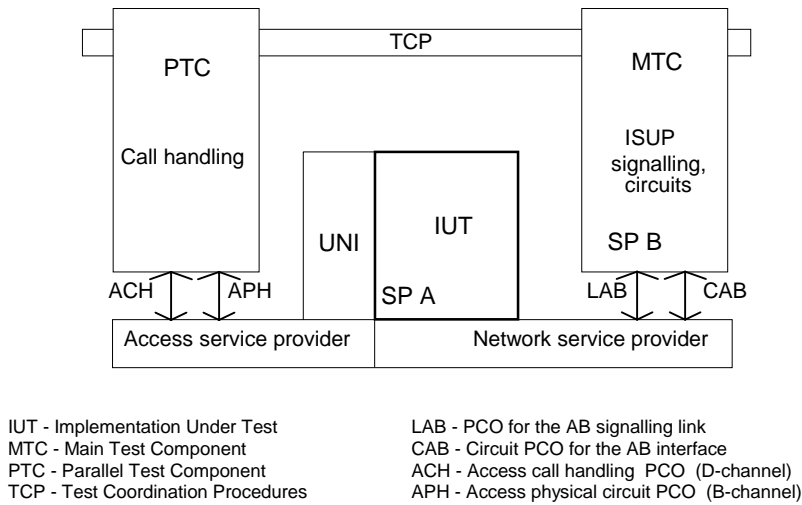 TCP
PTC
MTC
Call handling
ISUP
signalling,
circuits
UNI
IUT
SP B
SP A
ACH
APH
LAB
CAB
Access service provider
Network service provider
IUT - Implementation Under Test
MTC - Main Test Component
PTC - Parallel Test Component
TCP - Test Coordination Procedures
LAB - PCO for the AB signalling link
CAB - Circuit PCO for the AB interface
ACH - Access call handling PCO (D-channel)
APH - Access physical circuit PCO (B-channel)